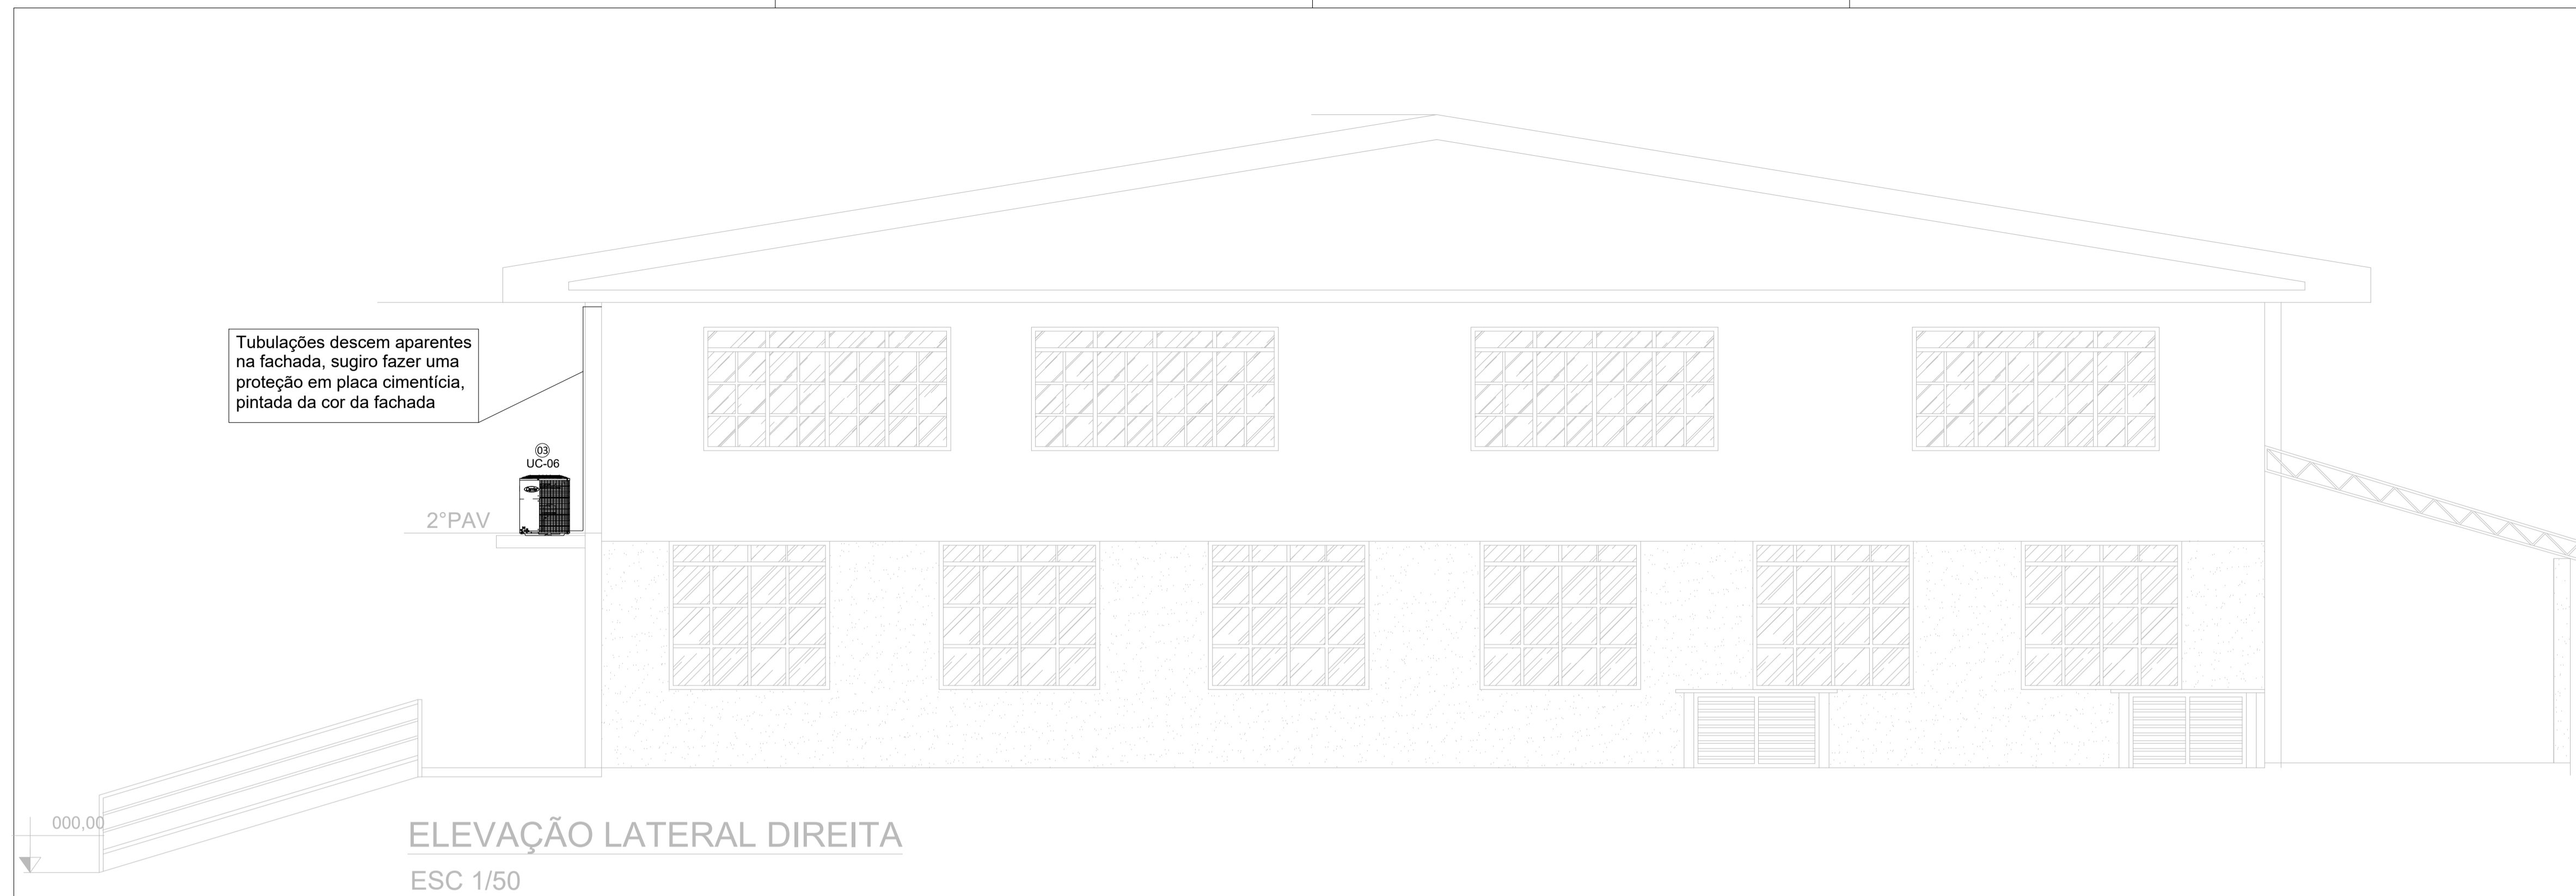 Tubulações descem aparentes
na fachada, sugiro fazer uma
proteção em placa cimentícia,
pintada da cor da fachada
03
UC-06
2°PAV
000,00
ELEVAÇÃO LATERAL DIREITA
ESC 1/50